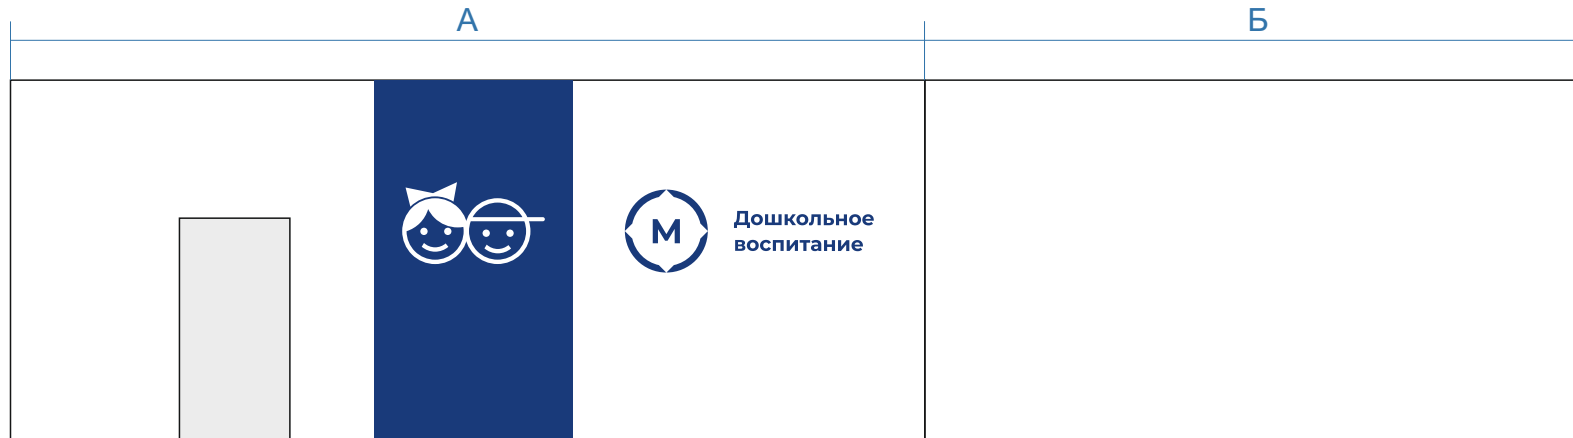 А
Б
М
Дошкольное
воспитание